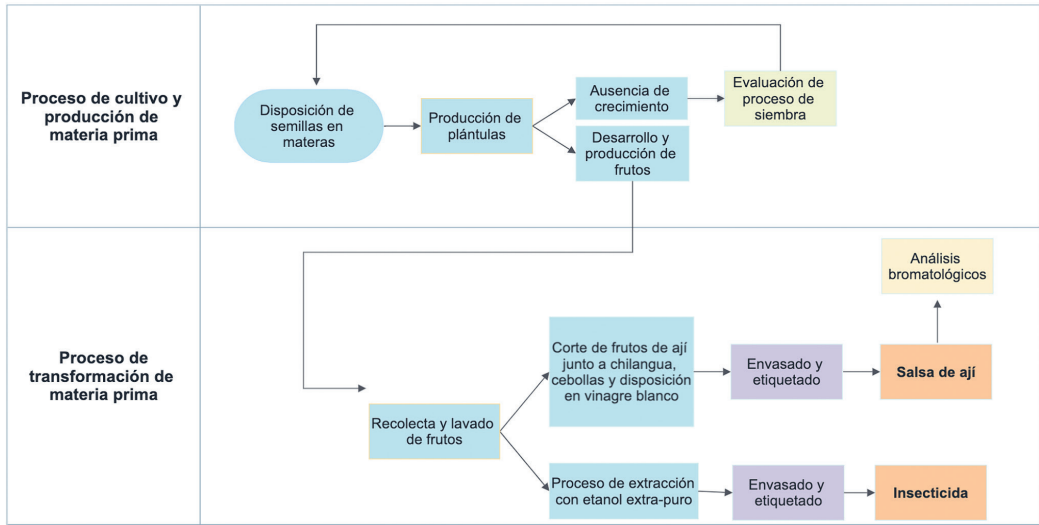 Proceso de cultivo y
producción de
materia prima
Disposición de
semillas en
materas
Producción de
plántulas
Ausencia de
crecimiento
Evaluación de
proceso de
siembra
Desarrollo y
producción de
frutos
Proceso de
transformación de
materia prima
Recolecta y lavado
de frutos
Corte de frutos de ají
junto a chilangua,
cebollas y disposición
en vinagre blanco
Envasado y
etiquetado
Salsa de ají
Análisis
bromatológicos
Proceso de extracción
con etanol extra-puro
Envasado y
etiquetado
Insecticida